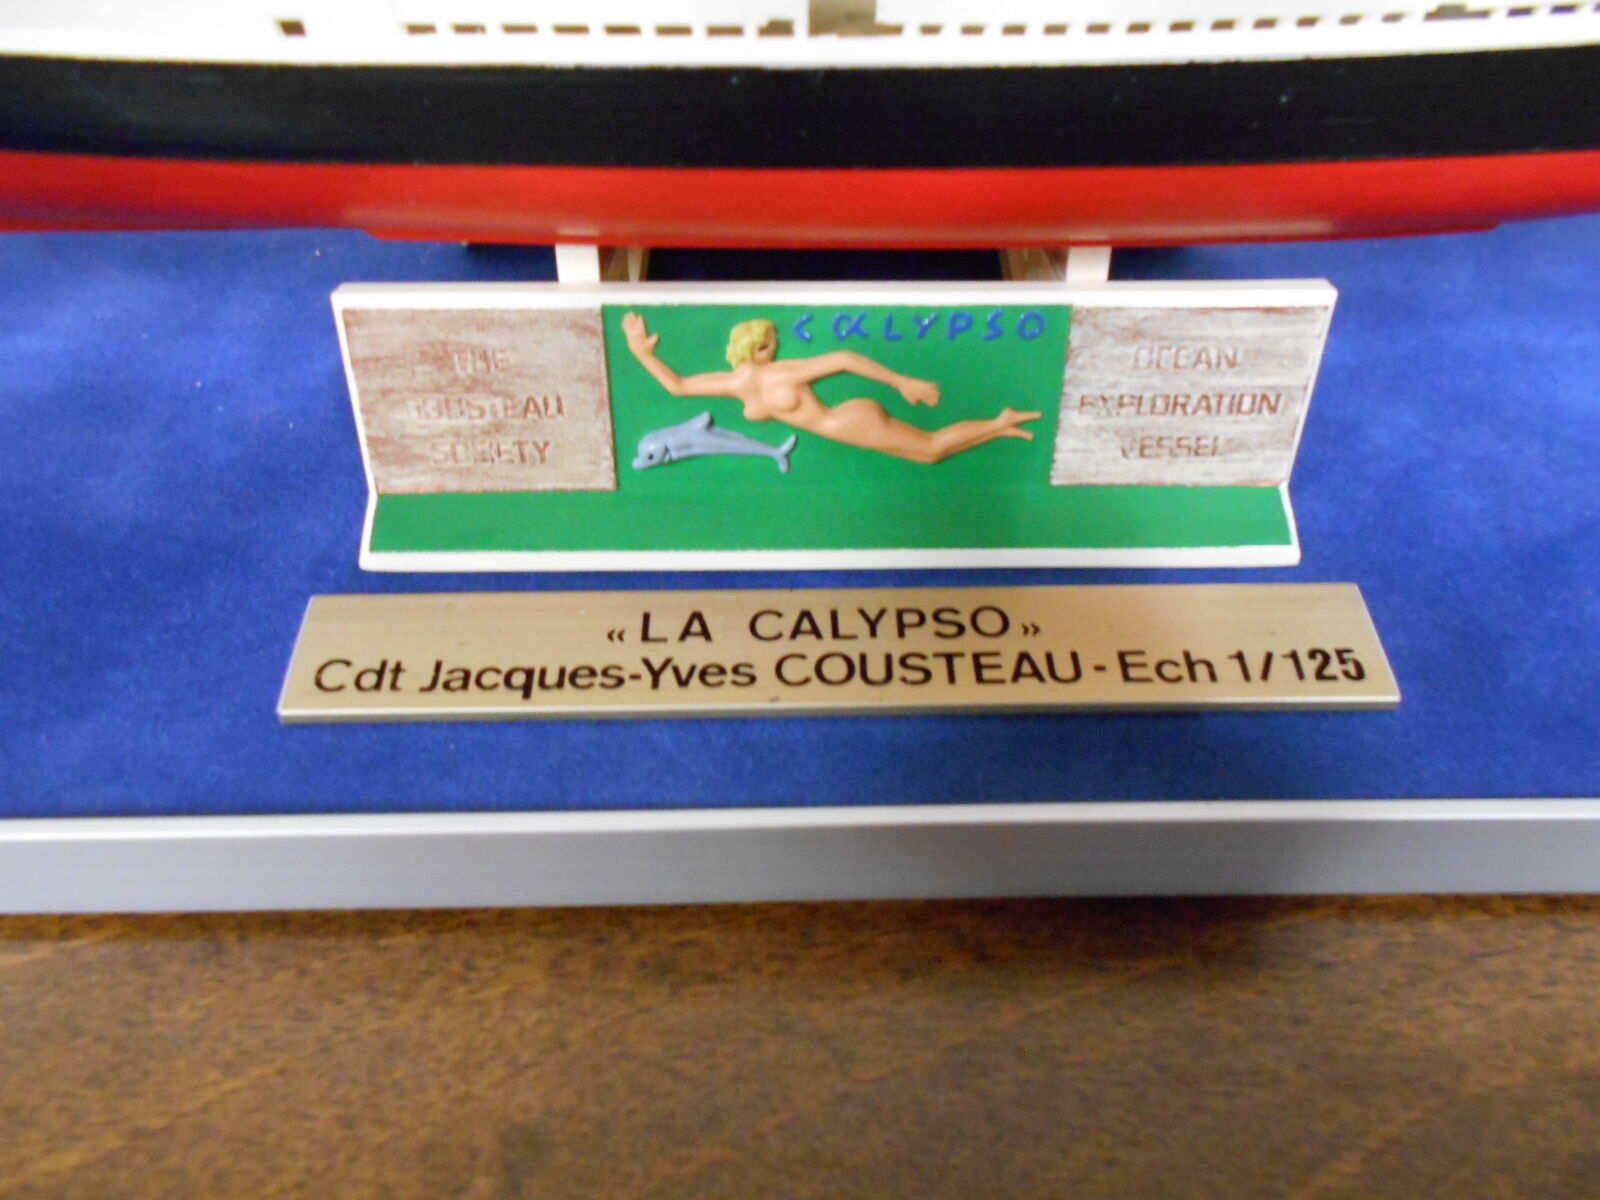 THE
COUSTEAU
SOCIETY
CALYPSO
OCEAN
EXPLORATION
VESSEL
«LA CALYPSO»
Cdt Jacques-Yves COUSTEAU - Ech 1/125